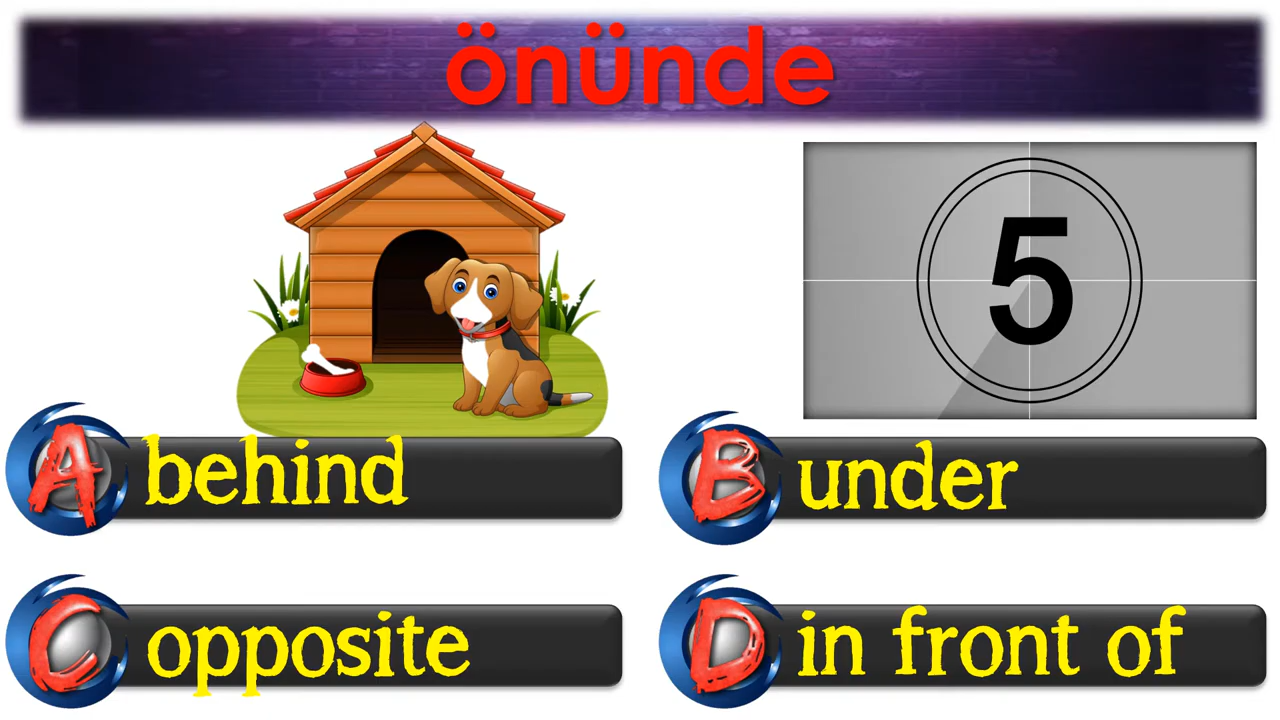 önünde
5
A behind
B under
C opposite
D in front of